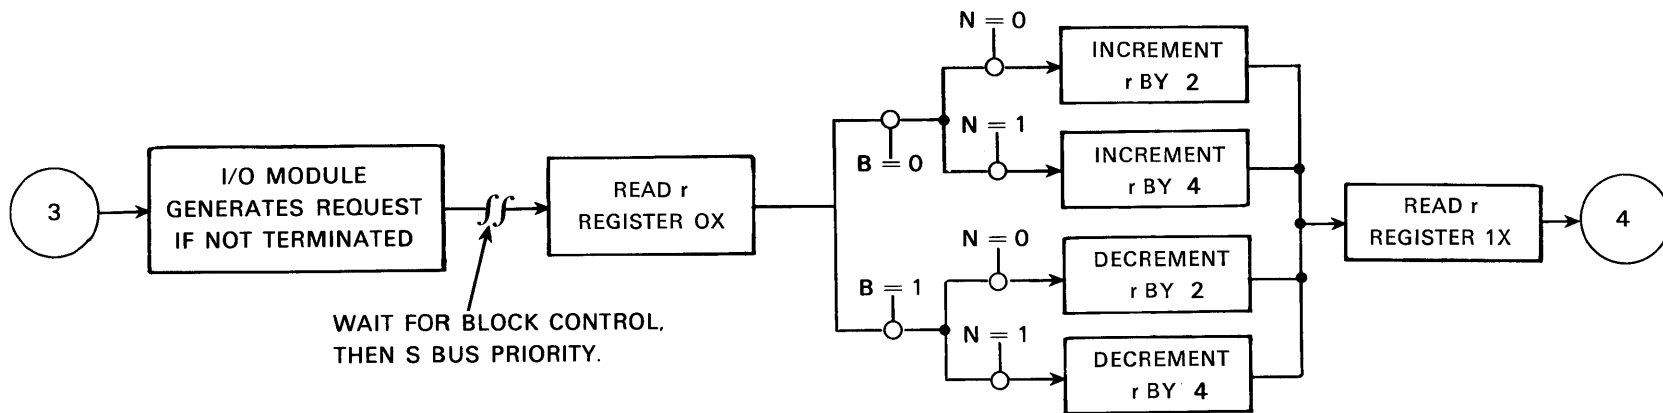 3
I/O MODULE
GENERATES REQUEST
IF NOT TERMINATED
WAIT FOR BLOCK CONTROL,
THEN S BUS PRIORITY.
READ r
REGISTER 0X
B = 0
B = 1
N = 0
INCREMENT
r BY 2
N = 1
INCREMENT
r BY 4
N = 0
DECREMENT
r BY 2
N = 1
DECREMENT
r BY 4
READ r
REGISTER 1X
4